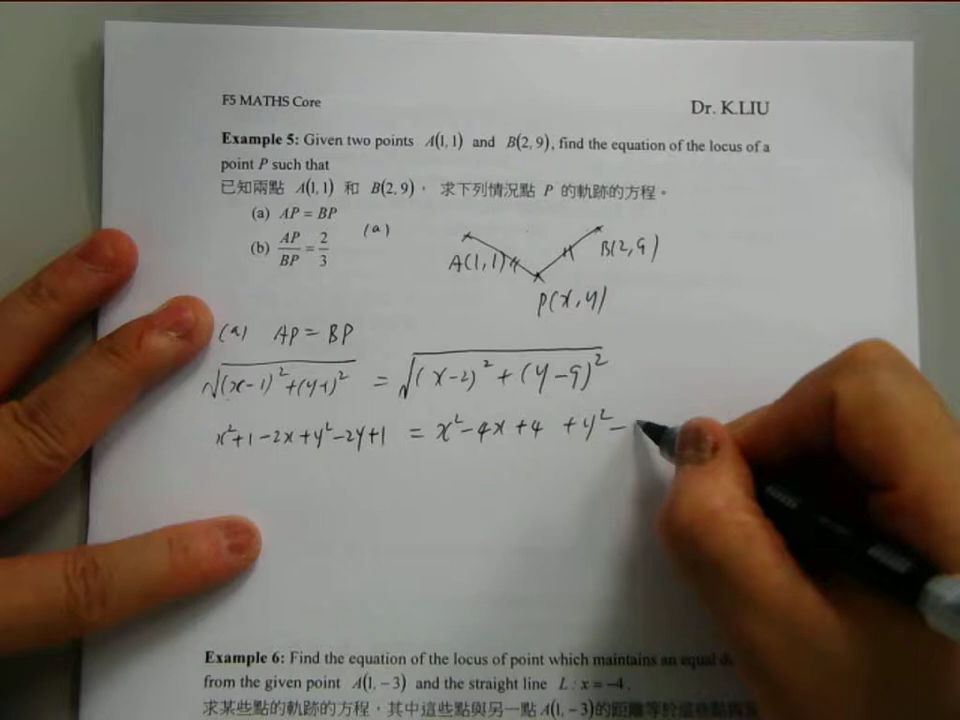 F5 MATHS Core
Dr. K.LIU
Example 5: Given two points A(1,1) and B(2,9), find the equation of the locus of a
point P such that
已知兩點 A(1,1) 和 B(2,9)， 求下列情況點 P 的軌跡的方程。
(a) AP = BP
(b) AP/BP = 2/3
(a)
A(1,1)
B(2,9)
P(x,y)
(a) AP = BP
√((x-1)²+(y-1)²) = √((x-2)²+(y-9)²)
x²+1-2x+y²-2y+1 = x²-4x+4 +y²-
Example 6: Find the equation of the locus of point which maintains an equal
from the given point A(1,-3) and the straight line L : x = -4.
求某些點的軌跡的方程，其中這些點與另一點 A(1,-3)的距離等於這些點與